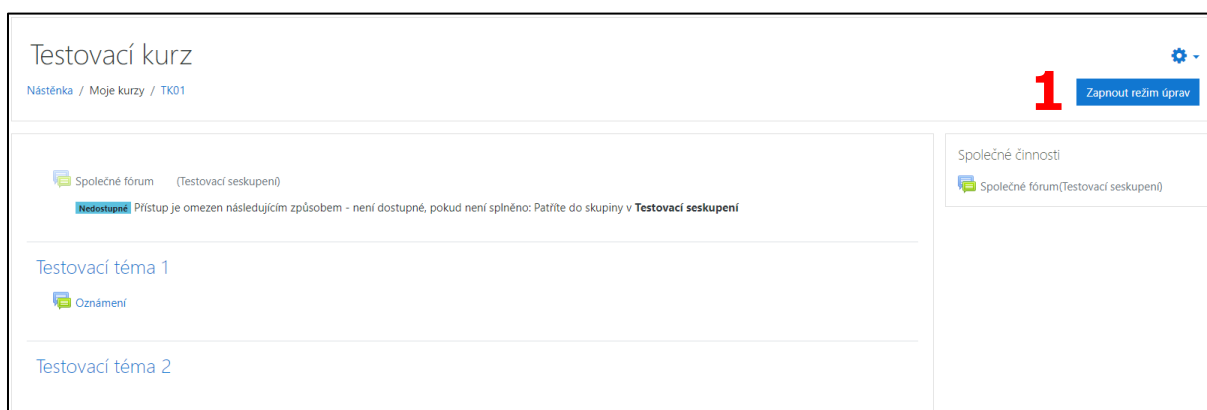 Testovací kurz
Nástěnka / Moje kurzy / TK01
1
Zapnout režim úprav
Společné fórum (Testovací seskupení)
Nedostupné Přístup je omezen následujícím způsobem - není dostupné, pokud není splněno: Patříte do skupiny v Testovací seskupení
Testovací téma 1
Oznámení
Testovací téma 2
Společné činnosti
Společné fórum(Testovací seskupení)